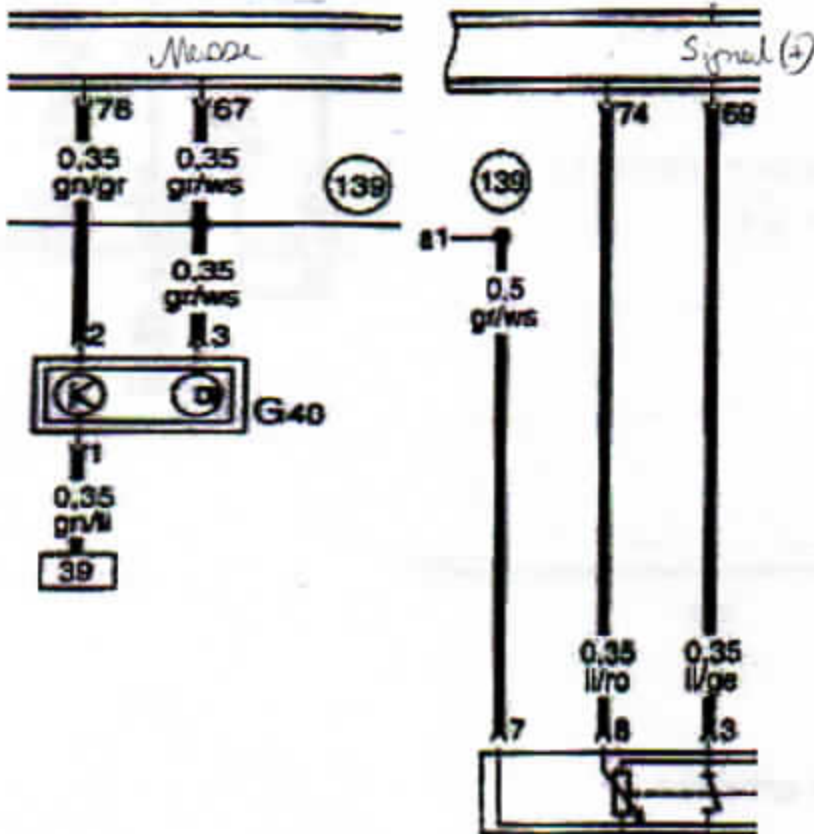 Masse
Signal (+)
76 67
74 69
0,35 gn/gr
0,35 gr/ws
139
139
a1
0,35 gr/ws
0,5 gr/ws
2 3
G40
1
0,35 gn/li
39
0,35 li/ro
0,35 li/ge
7 8 3